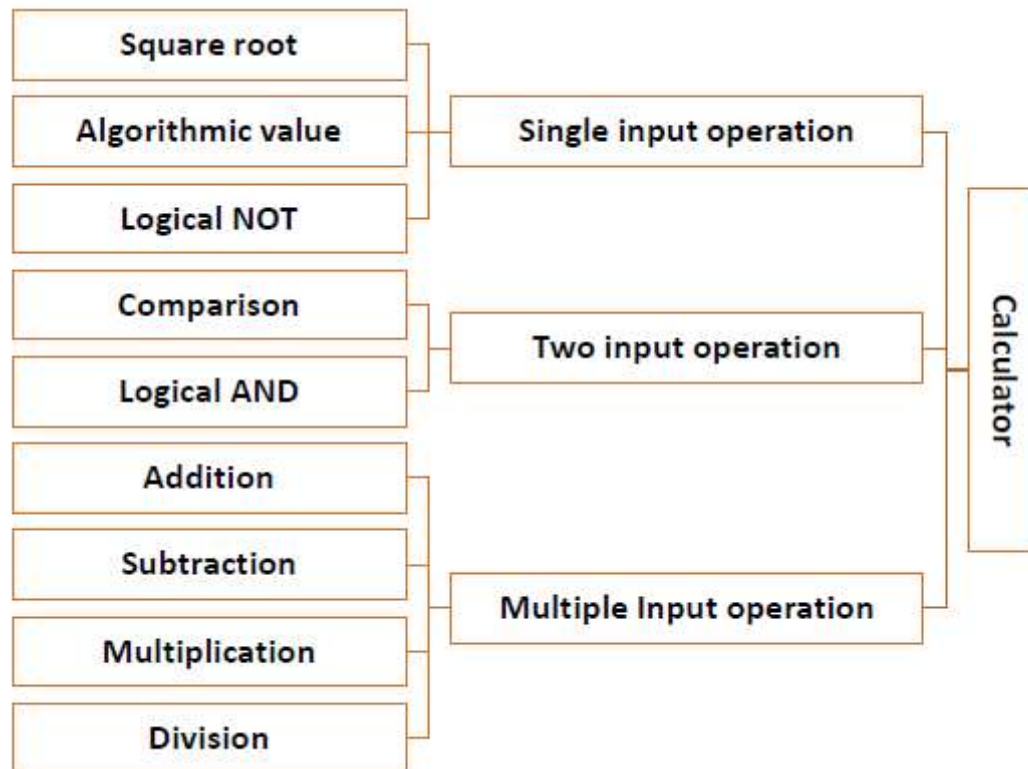 Square root
Algorithmic value
Logical NOT
Comparison
Logical AND
Addition
Subtraction
Multiplication
Division
Single input operation
Two input operation
Multiple Input operation
Calculator